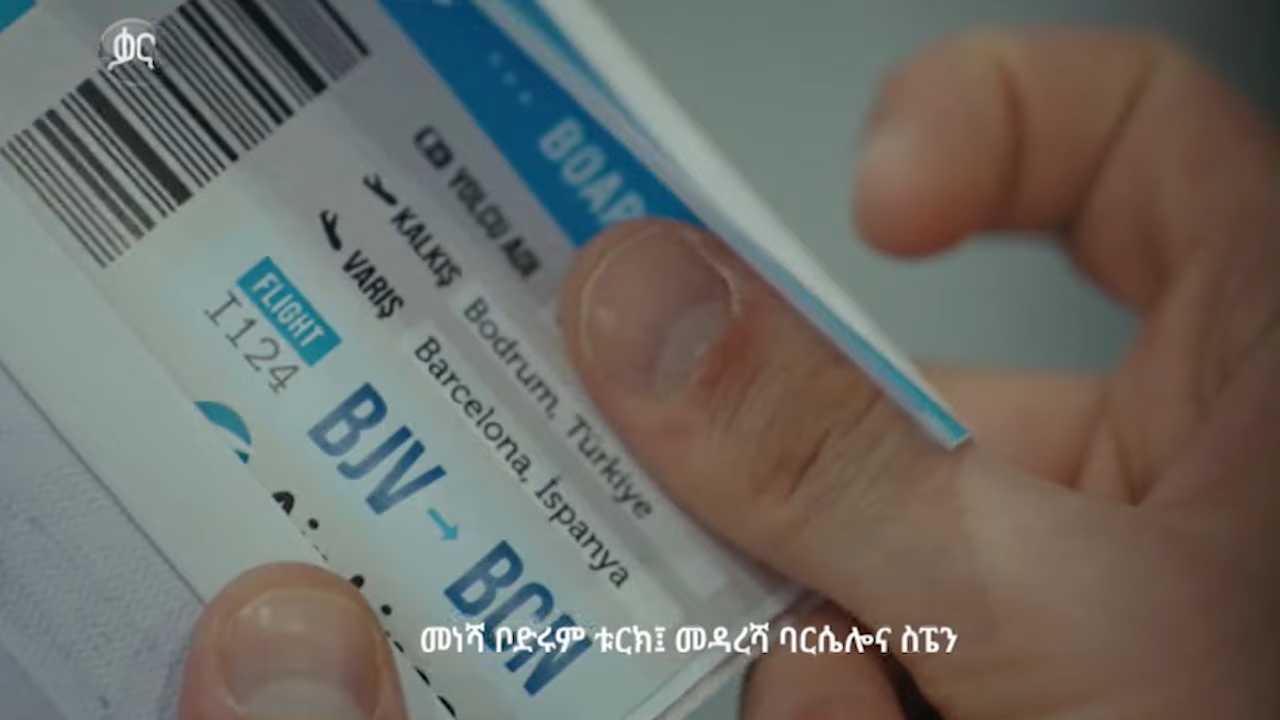 ቃና
BOAR
YOLCU ADI
KALKIŞ Bodrum, Türkiye
VARIŞ Barcelona, İspanya
FLIGHT
I124
BJV → BCN
መነሻ ቦድሩም ቱርክ፤ መዳረሻ ባርሴሎና ስፔን